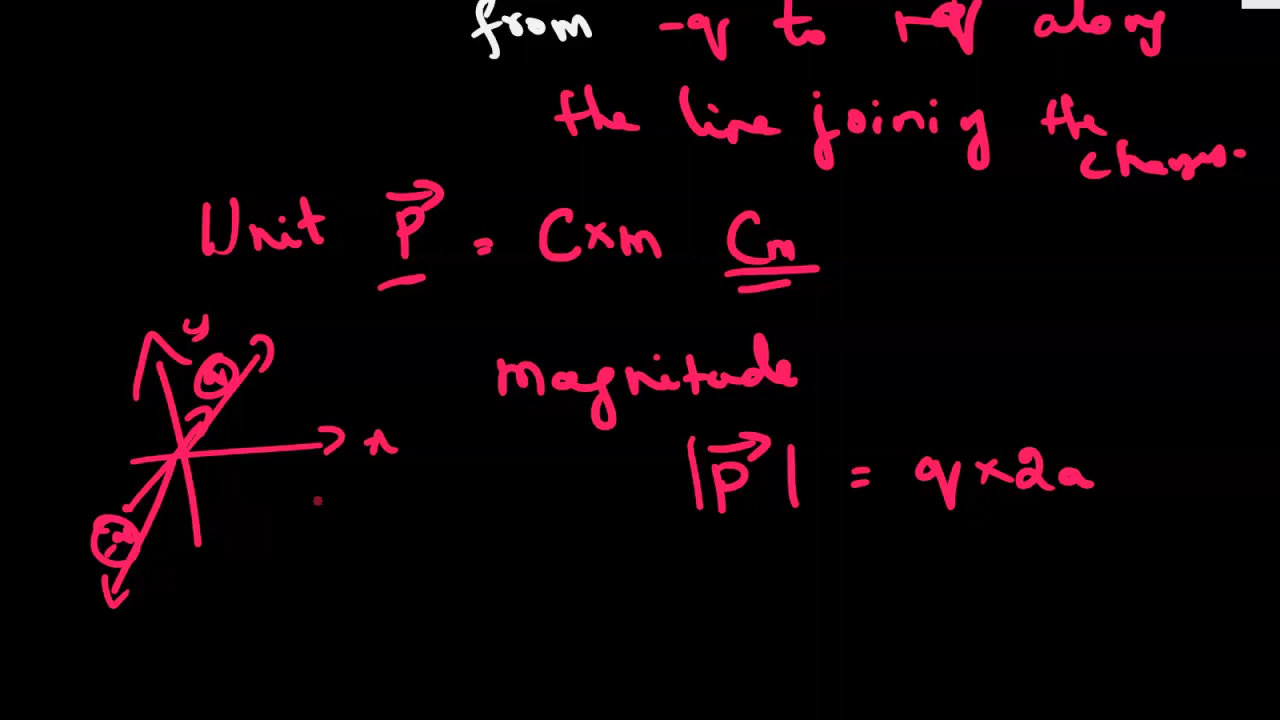 from -q to +q along
the line joining the
charges.
Unit p⃗ = C×m Cm
y
magnitude
x
|p⃗| = q×2a